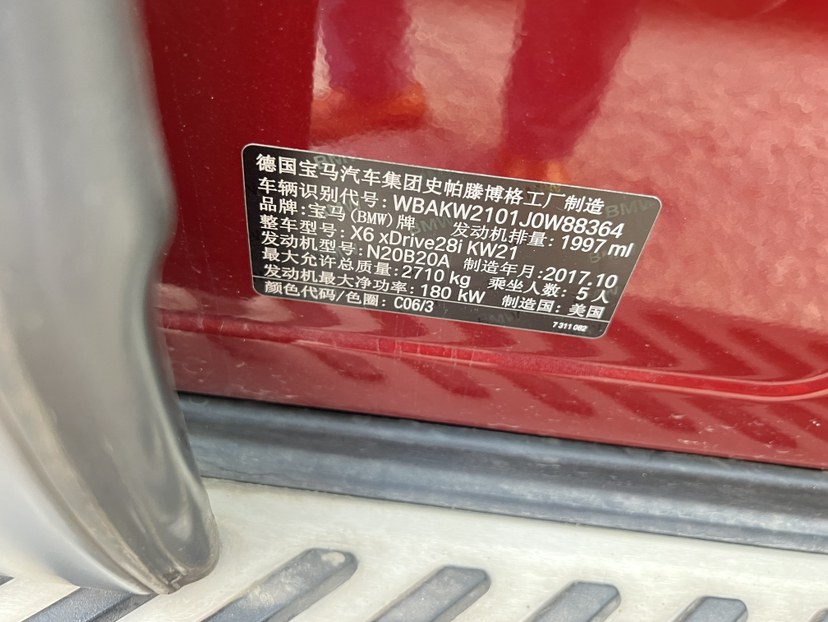 德国宝马汽车集团史帕滕博格工厂制造
车辆识别代号: WBAKW2101J0W88364
品牌: 宝马(BMW)牌 发动机排量: 1997 ml
整车型号: X6 xDrive28i KW21
发动机型号: N20B20A 制造年月: 2017.10
最大允许总质量: 2710 kg 乘坐人数: 5 人
发动机最大净功率: 180 kW 制造国: 美国
颜色代码/色圈: C06/3
7 311 082